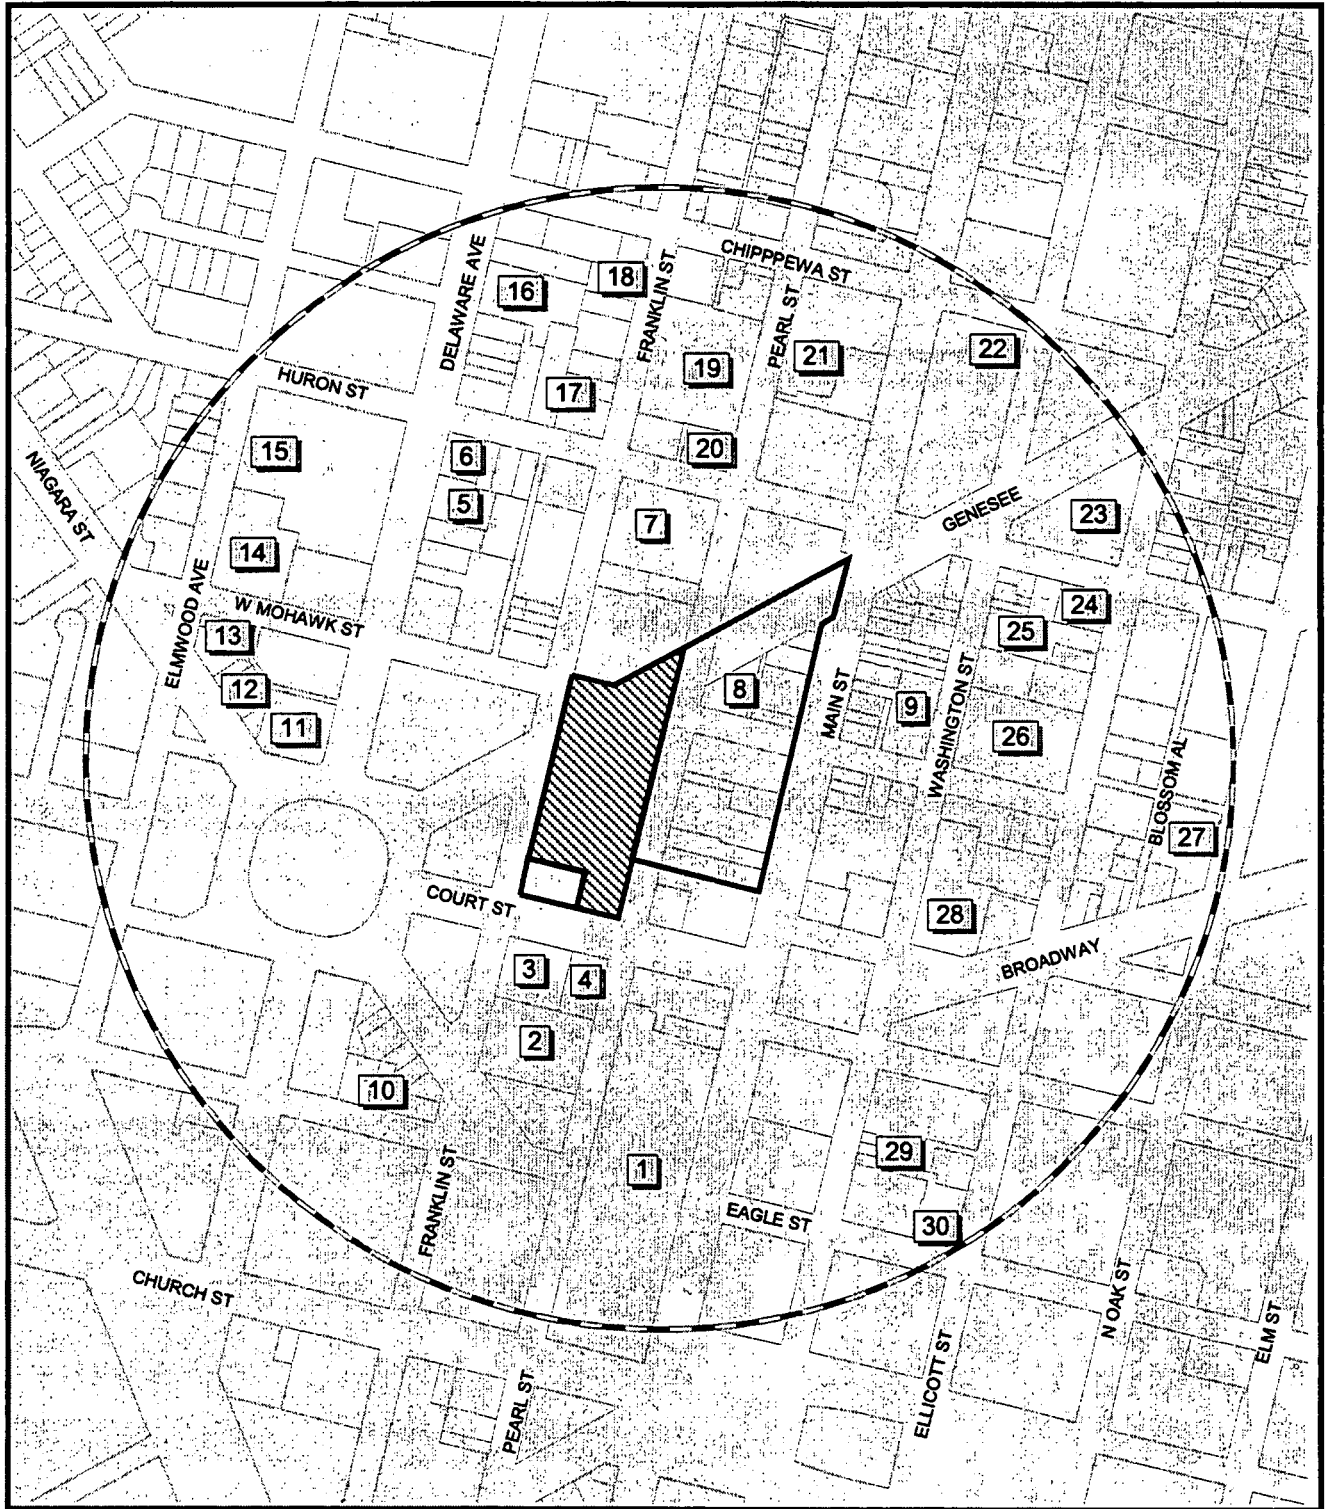 CHIPPPEWA ST
DELAWARE AVE
FRANKLIN ST
PEARL ST
18
16
22
21
19
17
HURON ST
20
15
6
5
NIAGARA ST
7
GENESEE
23
14
ELMWOOD AVE
24
W MOHAWK ST
13
25
12
8
MAIN ST
9
WASHINGTON ST
11
26
BLOSSOM AL
27
COURT ST
28
BROADWAY
3
4
2
10
29
1
FRANKLIN ST
EAGLE ST
30
CHURCH ST
N OAK ST
ELM ST
ELLICOTT ST
PEARL ST